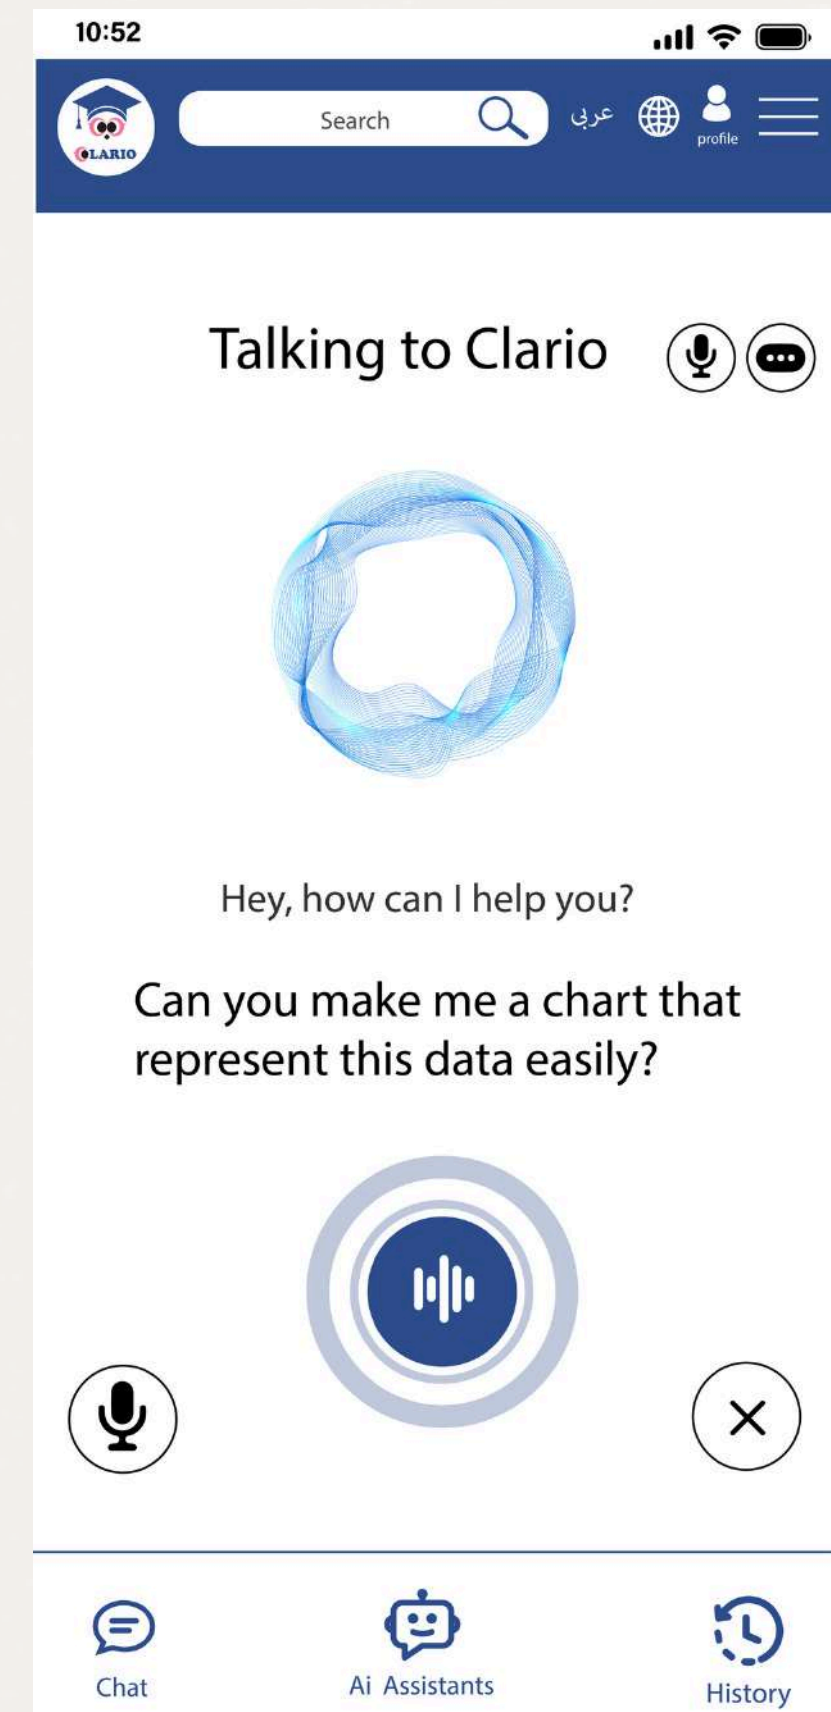 10:52
CLARIO
Search
عربي
profile
Talking to Clario
Hey, how can I help you?
Can you make me a chart that
represent this data easily?
Chat
Ai Assistants
History